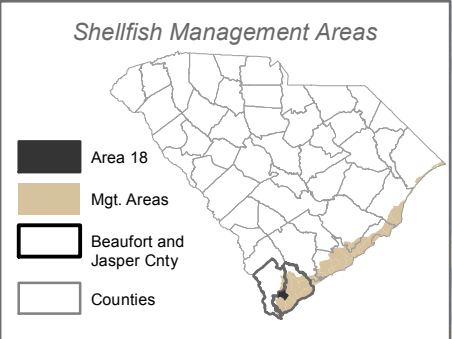 Shellfish Management Areas
Area 18
Mgt. Areas
Beaufort and
Jasper Cnty
Counties